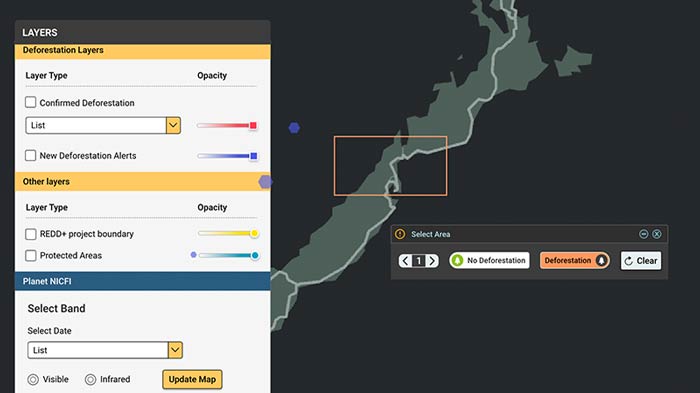 LAYERS
Deforestation Layers
Layer Type Opacity
Confirmed Deforestation
List
New Deforestation Alerts
Other layers
Layer Type Opacity
REDD+ project boundary
Protected Areas
Planet NICFI
Select Band
Select Date
List
Visible Infrared Update Map
Select Area
1 No Deforestation Deforestation Clear